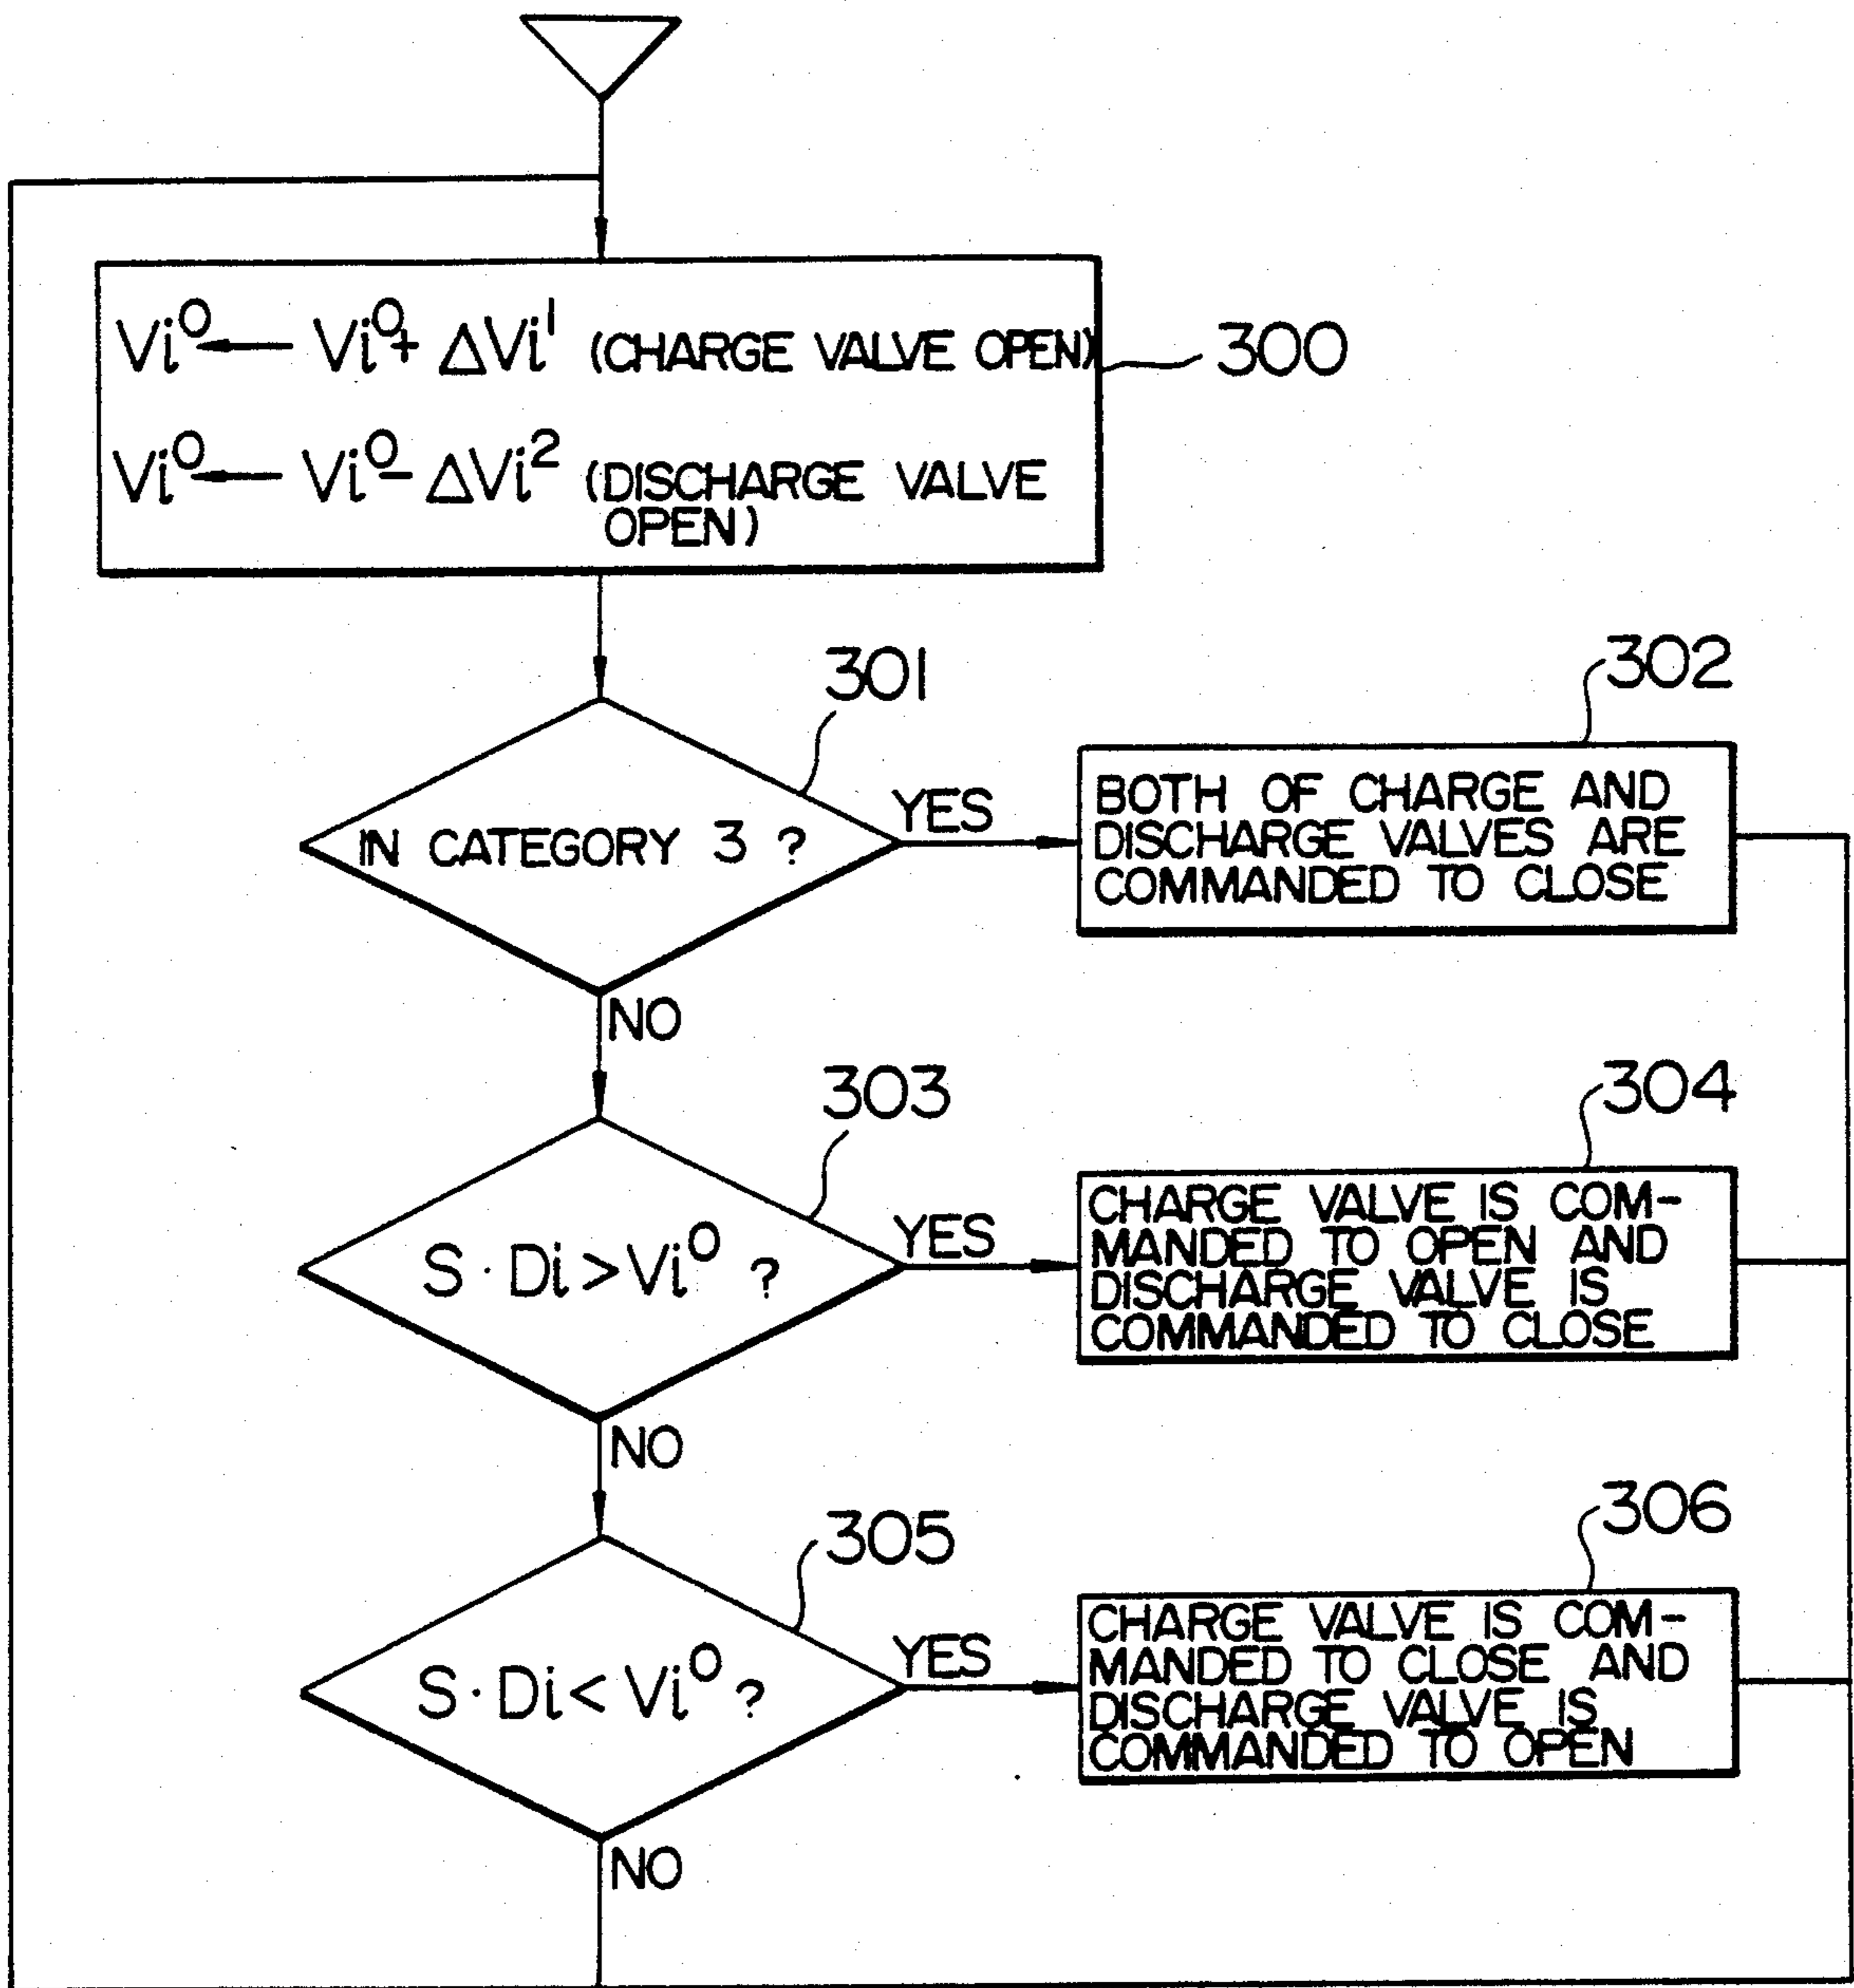 Vi⁰ ← Vi⁰ + ΔVi¹ (CHARGE VALVE OPEN)
300
Vi⁰ ← Vi⁰ − ΔVi² (DISCHARGE VALVE
OPEN)
301
302
IN CATEGORY 3 ?
YES
BOTH OF CHARGE AND
DISCHARGE VALVES ARE
COMMANDED TO CLOSE
NO
303
304
S · Di > Vi⁰ ?
YES
CHARGE VALVE IS COM-
MANDED TO OPEN AND
DISCHARGE VALVE IS
COMMANDED TO CLOSE
NO
305
306
S · Di < Vi⁰ ?
YES
CHARGE VALVE IS COM-
MANDED TO CLOSE AND
DISCHARGE VALVE IS
COMMANDED TO OPEN
NO